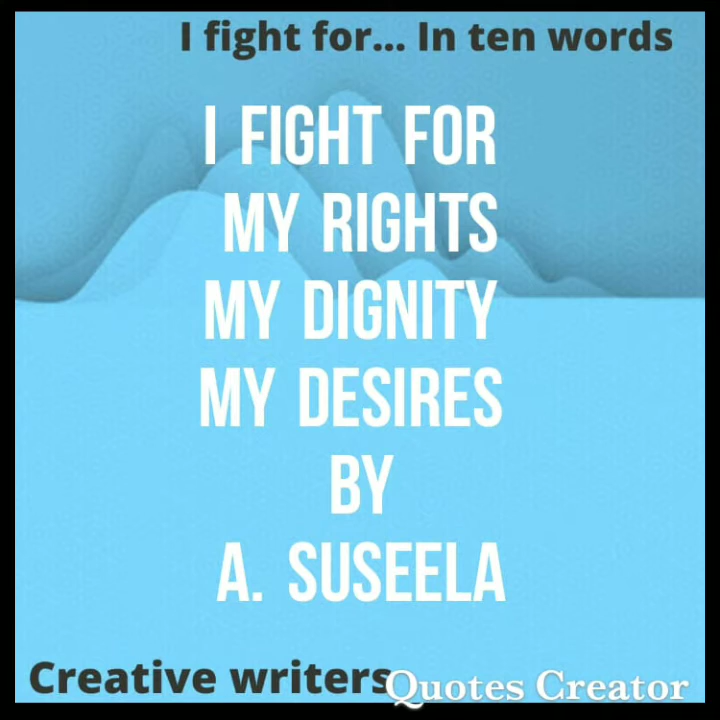 I fight for... In ten words
I FIGHT FOR
MY RIGHTS
MY DIGNITY
MY DESIRES
BY
A. SUSEELA
Creative writers
Quotes Creator